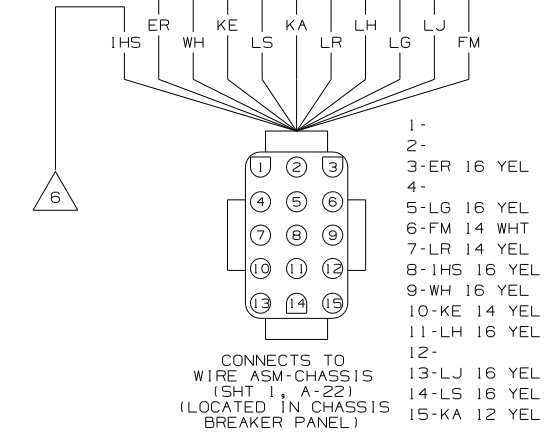 1HS
ER
WH
KE
LS
KA
LR
LH
LG
LJ
FM
6
1 2 3
4 5 6
7 8 9
10 11 12
13 14 15
1-
2-
3-ER 16 YEL
4-
5-LG 16 YEL
6-FM 14 WHT
7-LR 14 YEL
8-1HS 16 YEL
9-WH 16 YEL
10-KE 14 YEL
11-LH 16 YEL
12-
13-LJ 16 YEL
14-LS 16 YEL
15-KA 12 YEL
CONNECTS TO
WIRE ASM-CHASSIS
(SHT 1, A-22)
(LOCATED IN CHASSIS
BREAKER PANEL)